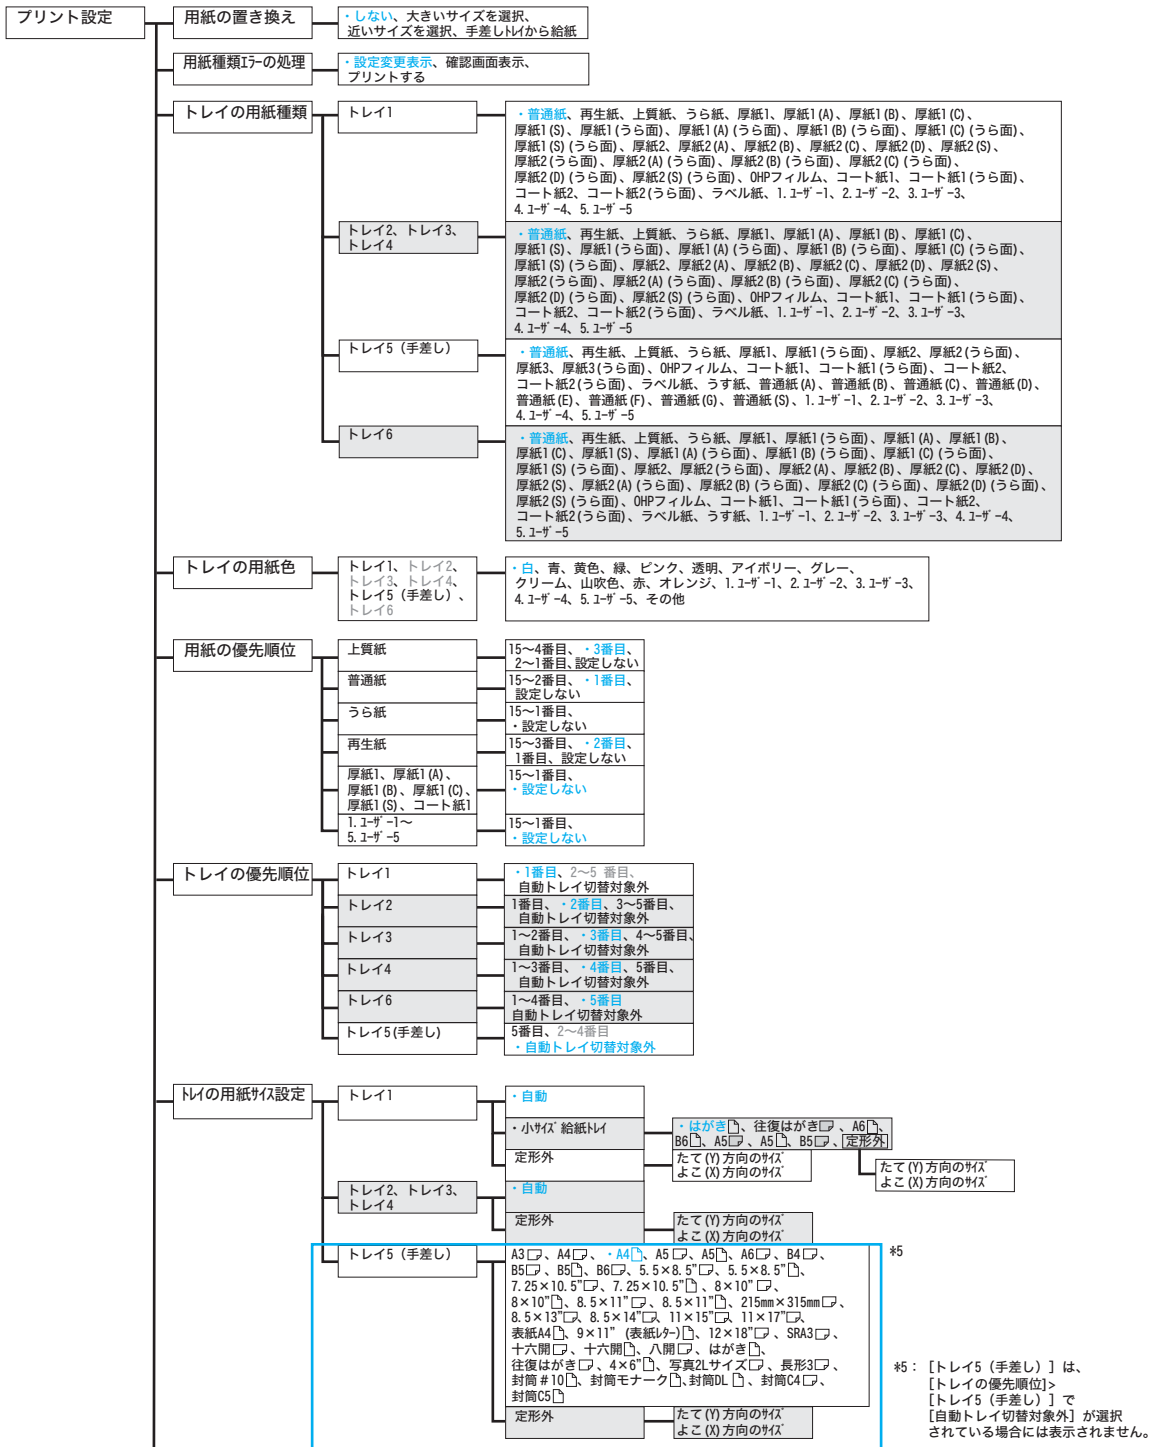 プリント設定
用紙の置き換え
・しない、大きいサイズを選択、
近いサイズを選択、手差しﾄﾚｲから給紙
用紙種類ｴﾗｰの処理
・設定変更表示、確認画面表示、
プリントする
トレイの用紙種類
トレイ1
・普通紙、再生紙、上質紙、うら紙、厚紙1、厚紙1(A)、厚紙1(B)、厚紙1(C)、
厚紙1(S)、厚紙1(うら面)、厚紙1(A)(うら面)、厚紙1(B)(うら面)、厚紙1(C)(うら面)、
厚紙1(S)(うら面)、厚紙2、厚紙2(A)、厚紙2(B)、厚紙2(C)、厚紙2(D)、厚紙2(S)、
厚紙2(うら面)、厚紙2(A)(うら面)、厚紙2(B)(うら面)、厚紙2(C)(うら面)、
厚紙2(D)(うら面)、厚紙2(S)(うら面)、OHPフィルム、コート紙1、コート紙1(うら面)、
コート紙2、コート紙2(うら面)、ラベル紙、1.ﾕｰｻﾞｰ1、2.ﾕｰｻﾞｰ2、3.ﾕｰｻﾞｰ3、
4.ﾕｰｻﾞｰ4、5.ﾕｰｻﾞｰ5
トレイ2、トレイ3、
トレイ4
・普通紙、再生紙、上質紙、うら紙、厚紙1、厚紙1(A)、厚紙1(B)、厚紙1(C)、
厚紙1(S)、厚紙1(うら面)、厚紙1(A)(うら面)、厚紙1(B)(うら面)、厚紙1(C)(うら面)、
厚紙1(S)(うら面)、厚紙2、厚紙2(A)、厚紙2(B)、厚紙2(C)、厚紙2(D)、厚紙2(S)、
厚紙2(うら面)、厚紙2(A)(うら面)、厚紙2(B)(うら面)、厚紙2(C)(うら面)、
厚紙2(D)(うら面)、厚紙2(S)(うら面)、OHPフィルム、コート紙1、コート紙1(うら面)、
コート紙2、コート紙2(うら面)、ラベル紙、1.ﾕｰｻﾞｰ1、2.ﾕｰｻﾞｰ2、3.ﾕｰｻﾞｰ3、
4.ﾕｰｻﾞｰ4、5.ﾕｰｻﾞｰ5
トレイ5（手差し）
・普通紙、再生紙、上質紙、うら紙、厚紙1、厚紙1(うら面)、厚紙2、厚紙2(うら面)、
厚紙3、厚紙3(うら面)、OHPフィルム、コート紙1、コート紙1(うら面)、コート紙2、
コート紙2(うら面)、ラベル紙、うす紙、普通紙(A)、普通紙(B)、普通紙(C)、普通紙(D)、
普通紙(E)、普通紙(F)、普通紙(G)、普通紙(S)、1.ﾕｰｻﾞｰ1、2.ﾕｰｻﾞｰ2、3.ﾕｰｻﾞｰ3、
4.ﾕｰｻﾞｰ4、5.ﾕｰｻﾞｰ5
トレイ6
・普通紙、再生紙、上質紙、うら紙、厚紙1、厚紙1(うら面)、厚紙1(A)、厚紙1(B)、
厚紙1(C)、厚紙1(S)、厚紙1(A)(うら面)、厚紙1(B)(うら面)、厚紙1(C)(うら面)、
厚紙1(S)(うら面)、厚紙2、厚紙2(うら面)、厚紙2(A)、厚紙2(B)、厚紙2(C)、厚紙2(D)、
厚紙2(S)、厚紙2(A)(うら面)、厚紙2(B)(うら面)、厚紙2(C)(うら面)、厚紙2(D)(うら面)、
厚紙2(S)(うら面)、OHPフィルム、コート紙1、コート紙1(うら面)、コート紙2、
コート紙2(うら面)、ラベル紙、うす紙、1.ﾕｰｻﾞｰ1、2.ﾕｰｻﾞｰ2、3.ﾕｰｻﾞｰ3、4.ﾕｰｻﾞｰ4、
5.ﾕｰｻﾞｰ5
トレイの用紙色
トレイ1、トレイ2、
トレイ3、トレイ4、
トレイ5（手差し）、
トレイ6
・白、青、黄色、緑、ピンク、透明、アイボリー、グレー、
クリーム、山吹色、赤、オレンジ、1.ﾕｰｻﾞｰ1、2.ﾕｰｻﾞｰ2、3.ﾕｰｻﾞｰ3、
4.ﾕｰｻﾞｰ4、5.ﾕｰｻﾞｰ5、その他
用紙の優先順位
上質紙
15～4番目、・3番目、
2～1番目、設定しない
普通紙
15～2番目、・1番目、
設定しない
うら紙
15～1番目、
・設定しない
再生紙
15～3番目、・2番目、
1番目、設定しない
厚紙1、厚紙1(A)、
厚紙1(B)、厚紙1(C)、
厚紙1(S)、コート紙1
15～1番目、
・設定しない
1.ﾕｰｻﾞｰ1～
5.ﾕｰｻﾞｰ5
15～1番目、
・設定しない
トレイの優先順位
トレイ1
・1番目、2～5 番目、
自動トレイ切替対象外
トレイ2
1番目、・2番目、3～5番目、
自動トレイ切替対象外
トレイ3
1～2番目、・3番目、4～5番目、
自動トレイ切替対象外
トレイ4
1～3番目、・4番目、5番目、
自動トレイ切替対象外
トレイ6
1～4番目、・5番目
自動トレイ切替対象外
トレイ5(手差し)
5番目、2～4番目
・自動トレイ切替対象外
ﾄﾚｲの用紙ｻｲｽﾞ設定
トレイ1
・自動
・小ｻｲｽﾞ給紙ﾄﾚｲ
・はがき、往復はがき、A6、
B6、A5、A5、B5、定形外
たて(Y)方向のｻｲｽﾞ
よこ(X)方向のｻｲｽﾞ
定形外
たて(Y)方向のｻｲｽﾞ
よこ(X)方向のｻｲｽﾞ
トレイ2、トレイ3、
トレイ4
・自動
定形外
たて(Y)方向のｻｲｽﾞ
よこ(X)方向のｻｲｽﾞ
トレイ5（手差し）
A3、A4、・A4、A5、A5、A6、B4、
B5、B5、B6、5.5×8.5"、5.5×8.5"、
7.25×10.5"、7.25×10.5"、8×10"、
8×10"、8.5×11"、8.5×11"、215mm×315mm、
8.5×13"、8.5×14"、11×15"、11×17"、
表紙A4、9×11" (表紙ﾚﾀｰ)、12×18"、SRA3、
十六開、十六開、八開、はがき、
往復はがき、4×6"、写真2Lサイズ、長形3、
封筒＃10、封筒モナーク、封筒DL、封筒C4、
封筒C5
定形外
たて(Y)方向のｻｲｽﾞ
よこ(X)方向のｻｲｽﾞ
*5
*5：［トレイ5（手差し）］は、
［トレイの優先順位]>
［トレイ5（手差し）］で
［自動トレイ切替対象外］が選択
されている場合には表示されません。